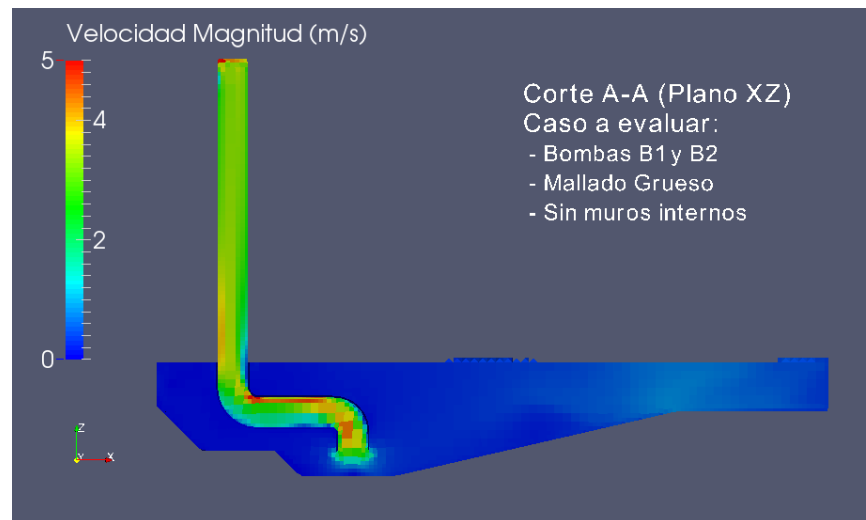 Velocidad Magnitud (m/s)
5
4
2
0
Corte A-A (Plano XZ)
Caso a evaluar:
- Bombas B1 y B2
- Mallado Grueso
- Sin muros internos
Z
Y
X